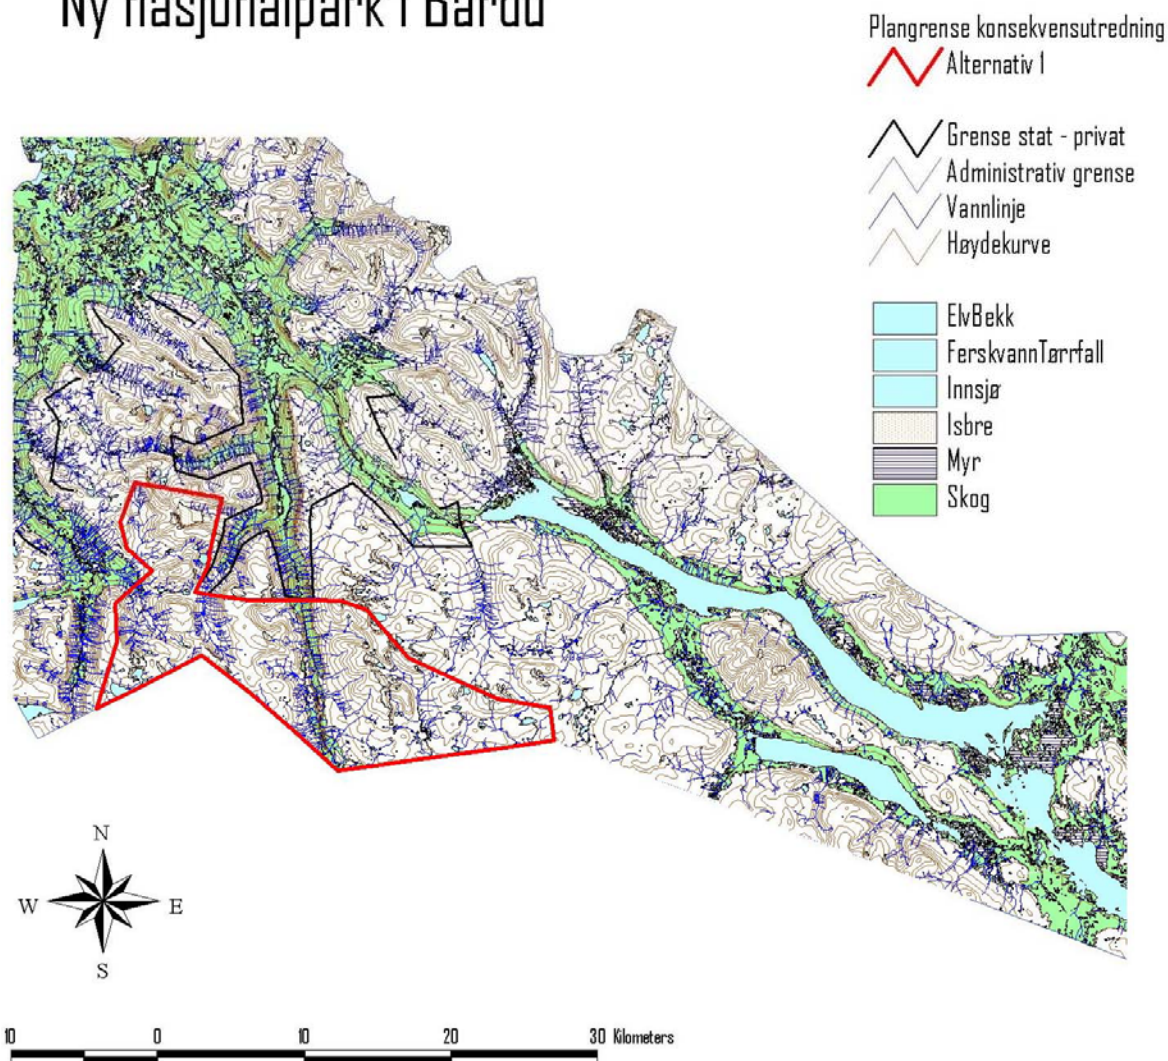 Ny nasjonalpark i Bardu
Plangrense konsekvensutredning
Alternativ 1
Grense stat - privat
Administrativ grense
Vannlinje
Høydekurve
ElvBekk
FerskvannTørrfall
Innsjø
Isbre
Myr
Skog
N
W E
S
10 0 10 20 30 Kilometers